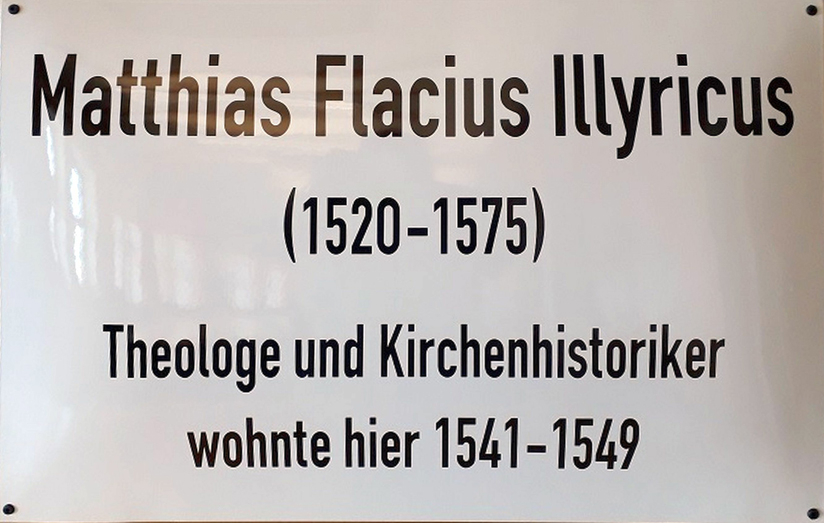 Matthias Flacius Illyricus
(1520-1575)
Theologe und Kirchenhistoriker
wohnte hier 1541-1549